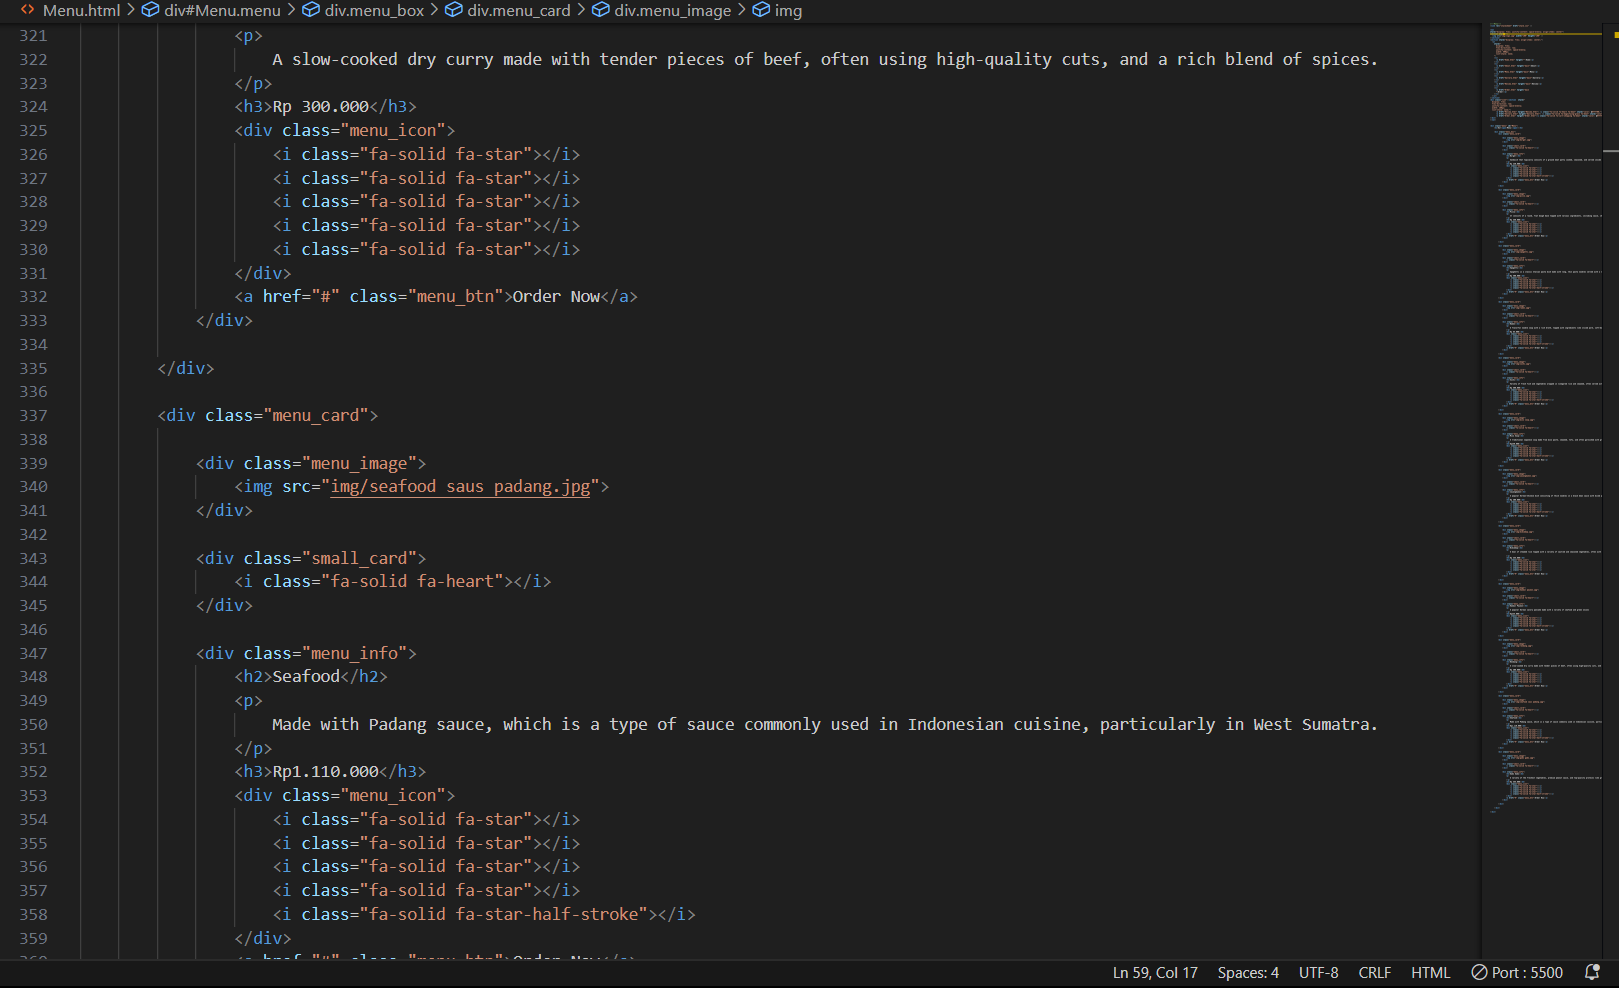 Menu.html > div#Menu.menu > div.menu_box > div.menu_card > div.menu_image > img
321 <p>
322 A slow-cooked dry curry made with tender pieces of beef, often using high-quality cuts, and a rich blend of spices.
323 </p>
324 <h3>Rp 300.000</h3>
325 <div class="menu_icon">
326 <i class="fa-solid fa-star"></i>
327 <i class="fa-solid fa-star"></i>
328 <i class="fa-solid fa-star"></i>
329 <i class="fa-solid fa-star"></i>
330 <i class="fa-solid fa-star"></i>
331 </div>
332 <a href="#" class="menu_btn">Order Now</a>
333 </div>
334
335 </div>
336
337 <div class="menu_card">
338
339 <div class="menu_image">
340 <img src="img/seafood saus padang.jpg">
341 </div>
342
343 <div class="small_card">
344 <i class="fa-solid fa-heart"></i>
345 </div>
346
347 <div class="menu_info">
348 <h2>Seafood</h2>
349 <p>
350 Made with Padang sauce, which is a type of sauce commonly used in Indonesian cuisine, particularly in West Sumatra.
351 </p>
352 <h3>Rp1.110.000</h3>
353 <div class="menu_icon">
354 <i class="fa-solid fa-star"></i>
355 <i class="fa-solid fa-star"></i>
356 <i class="fa-solid fa-star"></i>
357 <i class="fa-solid fa-star"></i>
358 <i class="fa-solid fa-star-half-stroke"></i>
359 </div>
360 <a href="#" class="menu_btn">Order Now</a>
Ln 59, Col 17 Spaces: 4 UTF-8 CRLF HTML Port : 5500